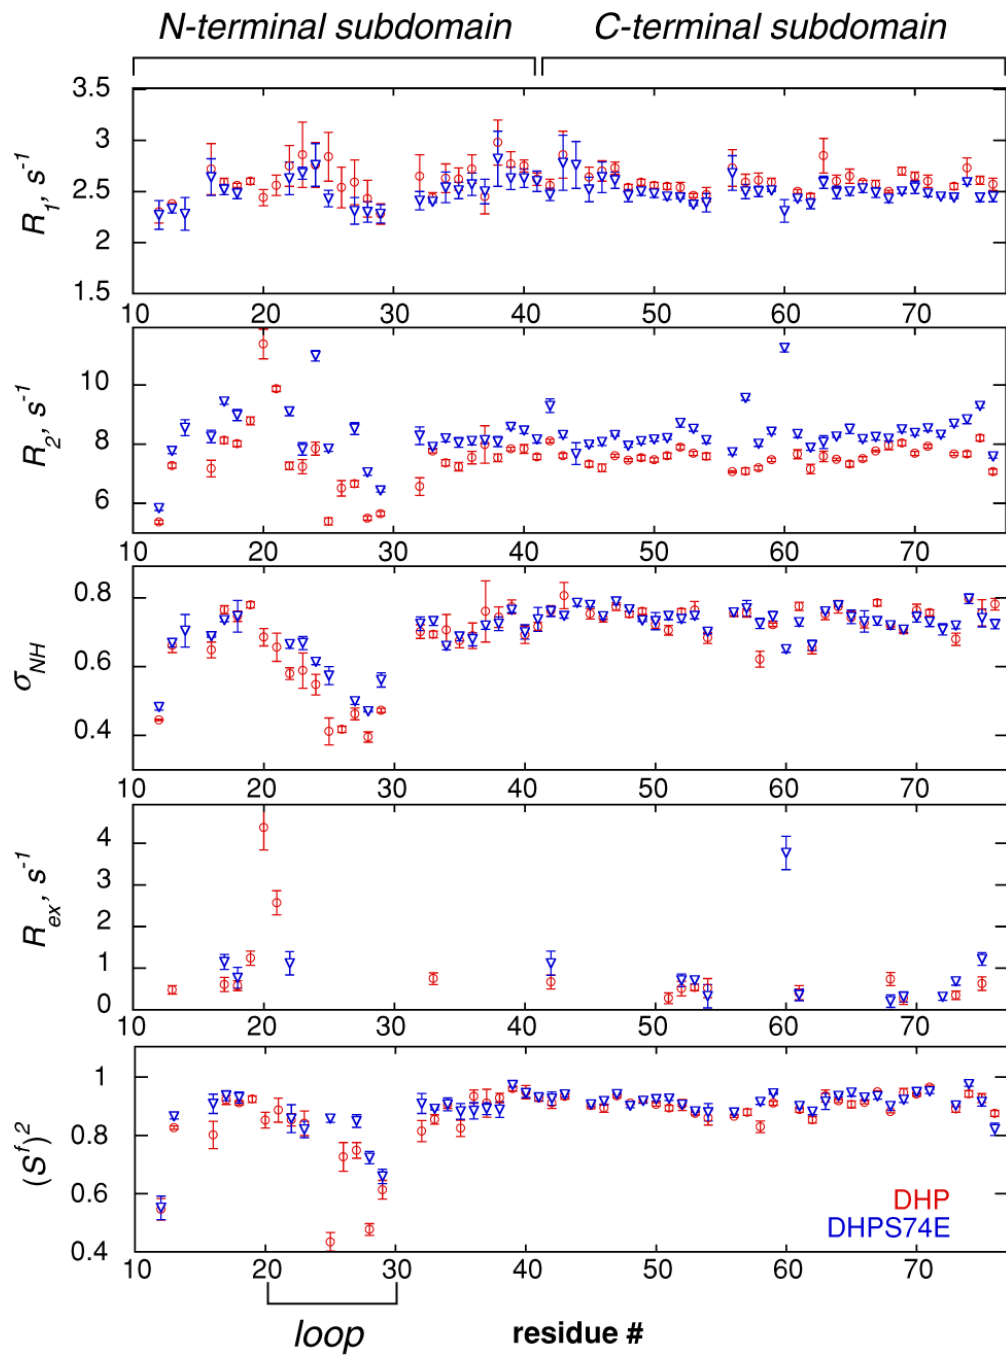 N-terminal subdomain C-terminal subdomain
R1, s-1
3.5
3
2.5
2
1.5
10 20 30 40 50 60 70
R2, s-1
10
8
6
10 20 30 40 50 60 70
σNH
0.8
0.6
0.4
10 20 30 40 50 60 70
Rex, s-1
4
3
2
1
0
10 20 30 40 50 60 70
(Sf)2
1
0.8
0.6
0.4
DHP
DHPS74E
10 20 30 40 50 60 70
loop residue #